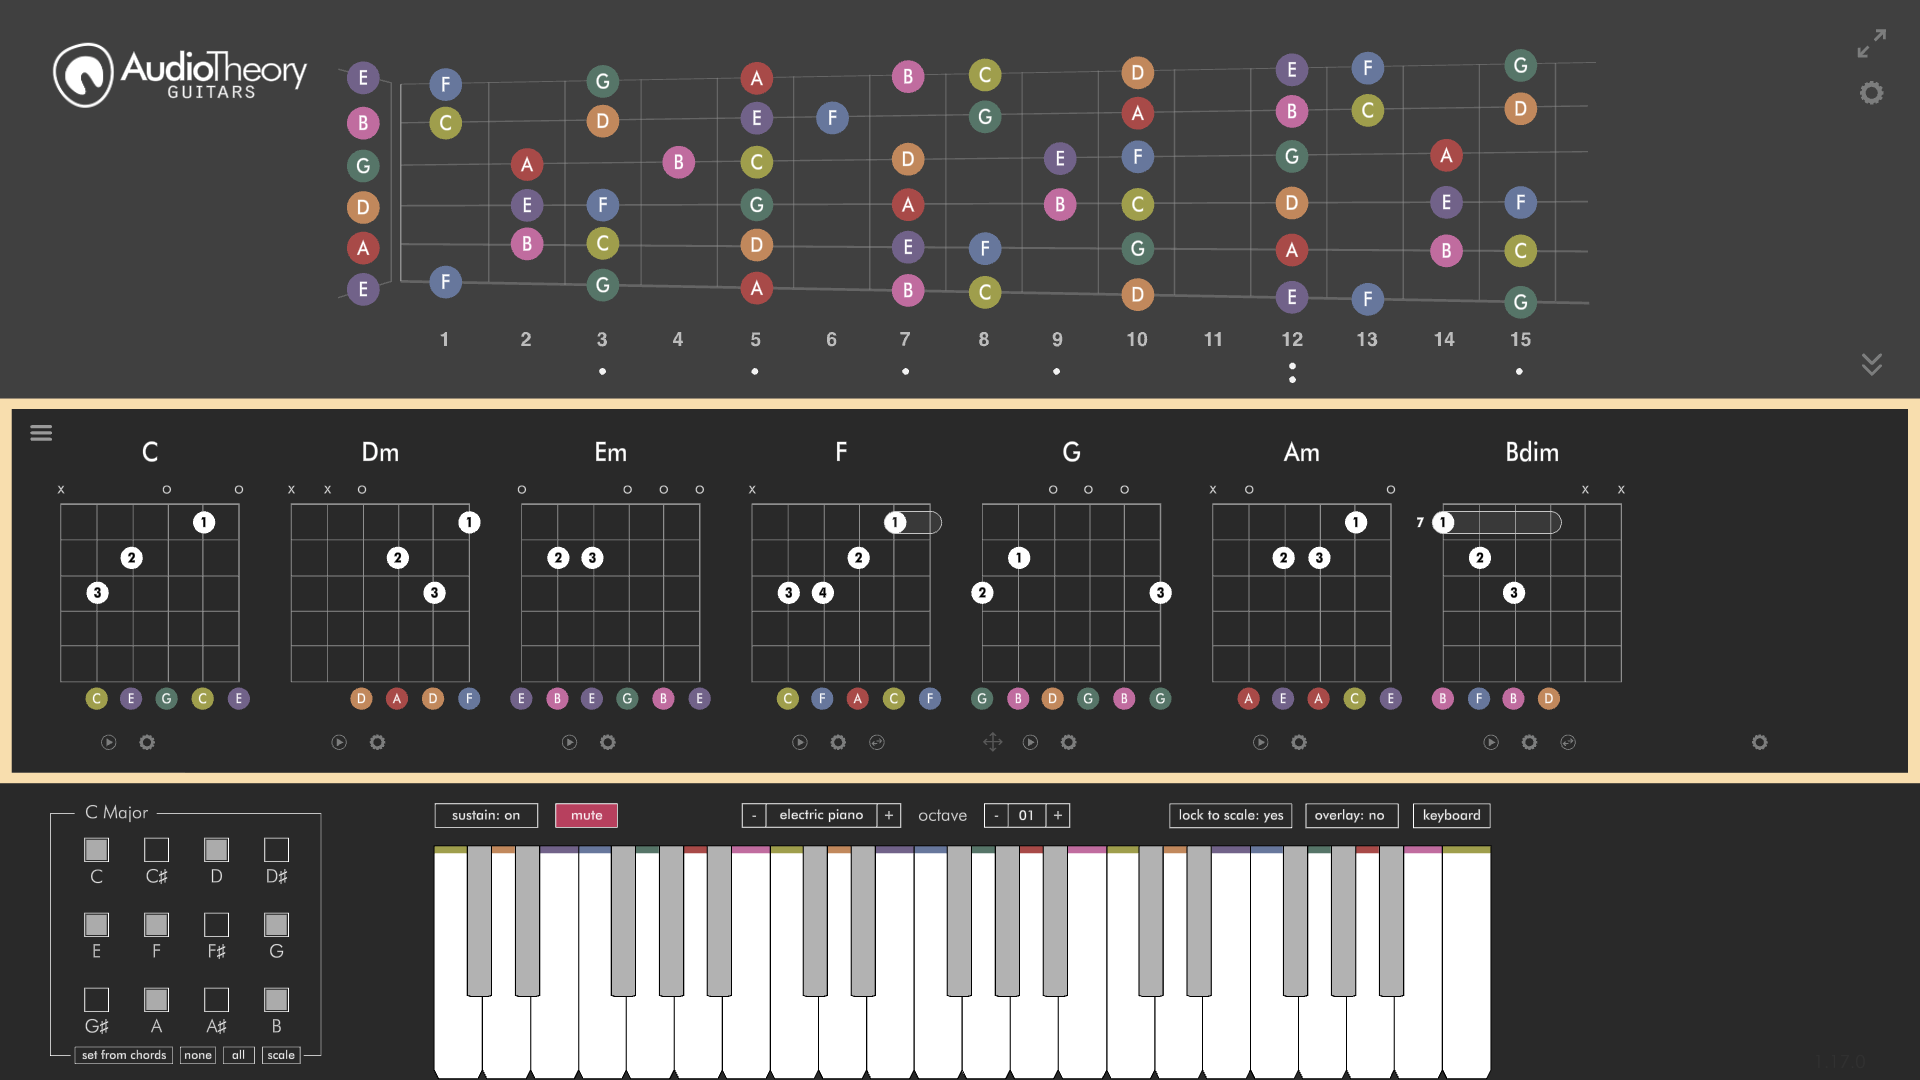 AudioTheory
GUITARS
E F G A B C D E F G
B C D E F G A B C D
G A B C D E F G A
D E F G A B C D E F
A B C D E F G A B C
E F G A B C D E F G
1 2 3 4 5 6 7 8 9 10 11 12 13 14 15
C Dm Em F G Am Bdim
x o o x x o o o o o x o o o x o o x x
1 1 1 1 7 1
2 2 2 3 2 1 2 3 2
3 3 3 4 2 3 3
C E G C E D A D F E B E G B E C F A C F G B D G B G A E A C E B F B D
C Major
C C♯ D D♯
E F F♯ G
G♯ A A♯ B
set from chords none all scale
sustain: on mute - electric piano + octave - 01 + lock to scale: yes overlay: no keyboard
1.17.0